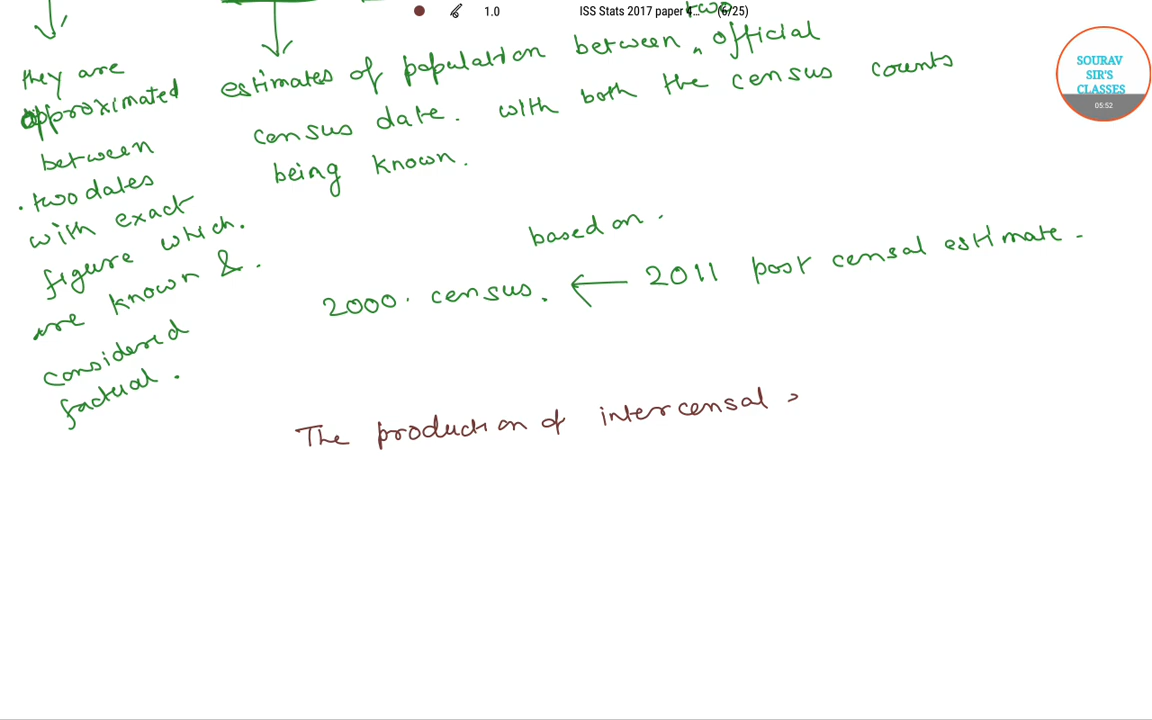 1.0 ISS Stats 2017 paper 4... (6/25)
two
they are
approximated
between
two dates
with exact
figure which.
are known &.
considered
factual.
estimates of population between official
census date. with both the census counts
being known.
based on.
2000. census. ← 2011 post censal estimate.
The production of intercensal
SOURAV
SIR'S
CLASSES
05:52